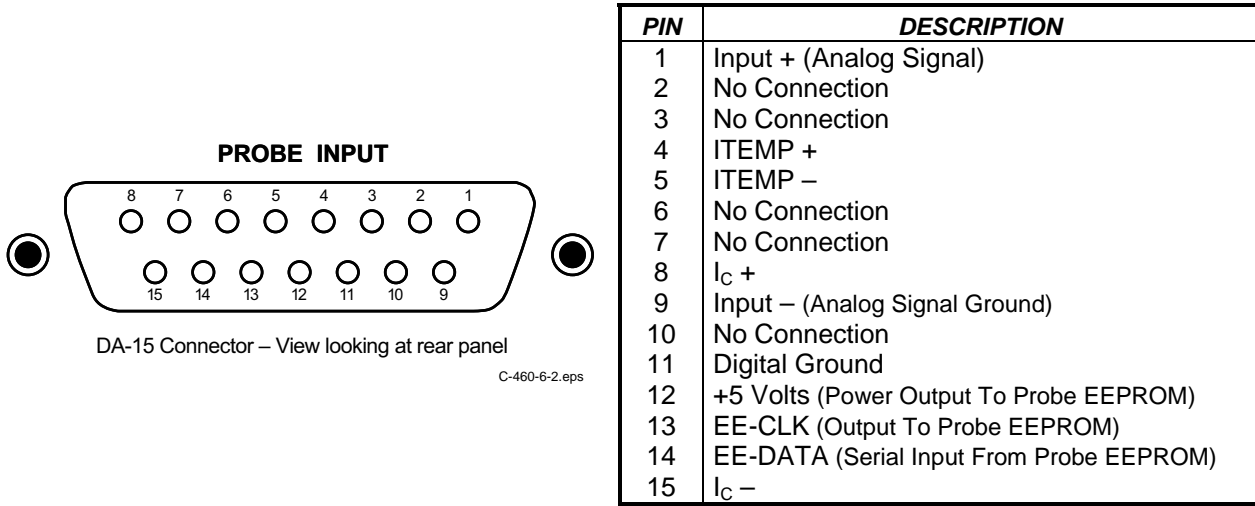 PROBE INPUT
8 7 6 5 4 3 2 1
15 14 13 12 11 10 9
DA-15 Connector – View looking at rear panel
C-460-6-2.eps
PIN DESCRIPTION
1 Input + (Analog Signal)
2 No Connection
3 No Connection
4 ITEMP +
5 ITEMP –
6 No Connection
7 No Connection
8 IC +
9 Input – (Analog Signal Ground)
10 No Connection
11 Digital Ground
12 +5 Volts (Power Output To Probe EEPROM)
13 EE-CLK (Output To Probe EEPROM)
14 EE-DATA (Serial Input From Probe EEPROM)
15 IC –